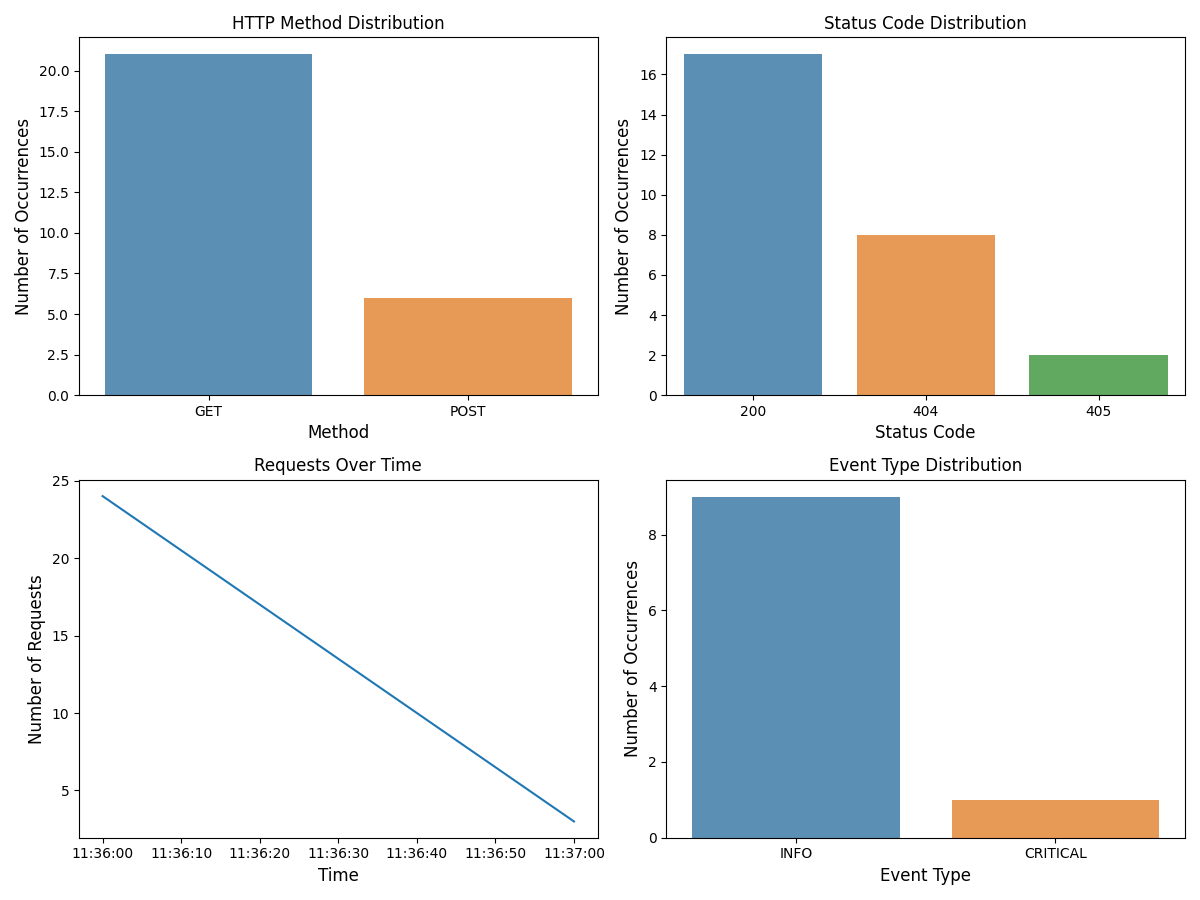 HTTP Method Distribution
Number of Occurrences
20.0
17.5
15.0
12.5
10.0
7.5
5.0
2.5
0.0
GET POST
Method
Status Code Distribution
Number of Occurrences
16
14
12
10
8
6
4
2
0
200 404 405
Status Code
Requests Over Time
Number of Requests
25
20
15
10
5
11:36:00 11:36:10 11:36:20 11:36:30 11:36:40 11:36:50 11:37:00
Time
Event Type Distribution
Number of Occurrences
8
6
4
2
0
INFO CRITICAL
Event Type